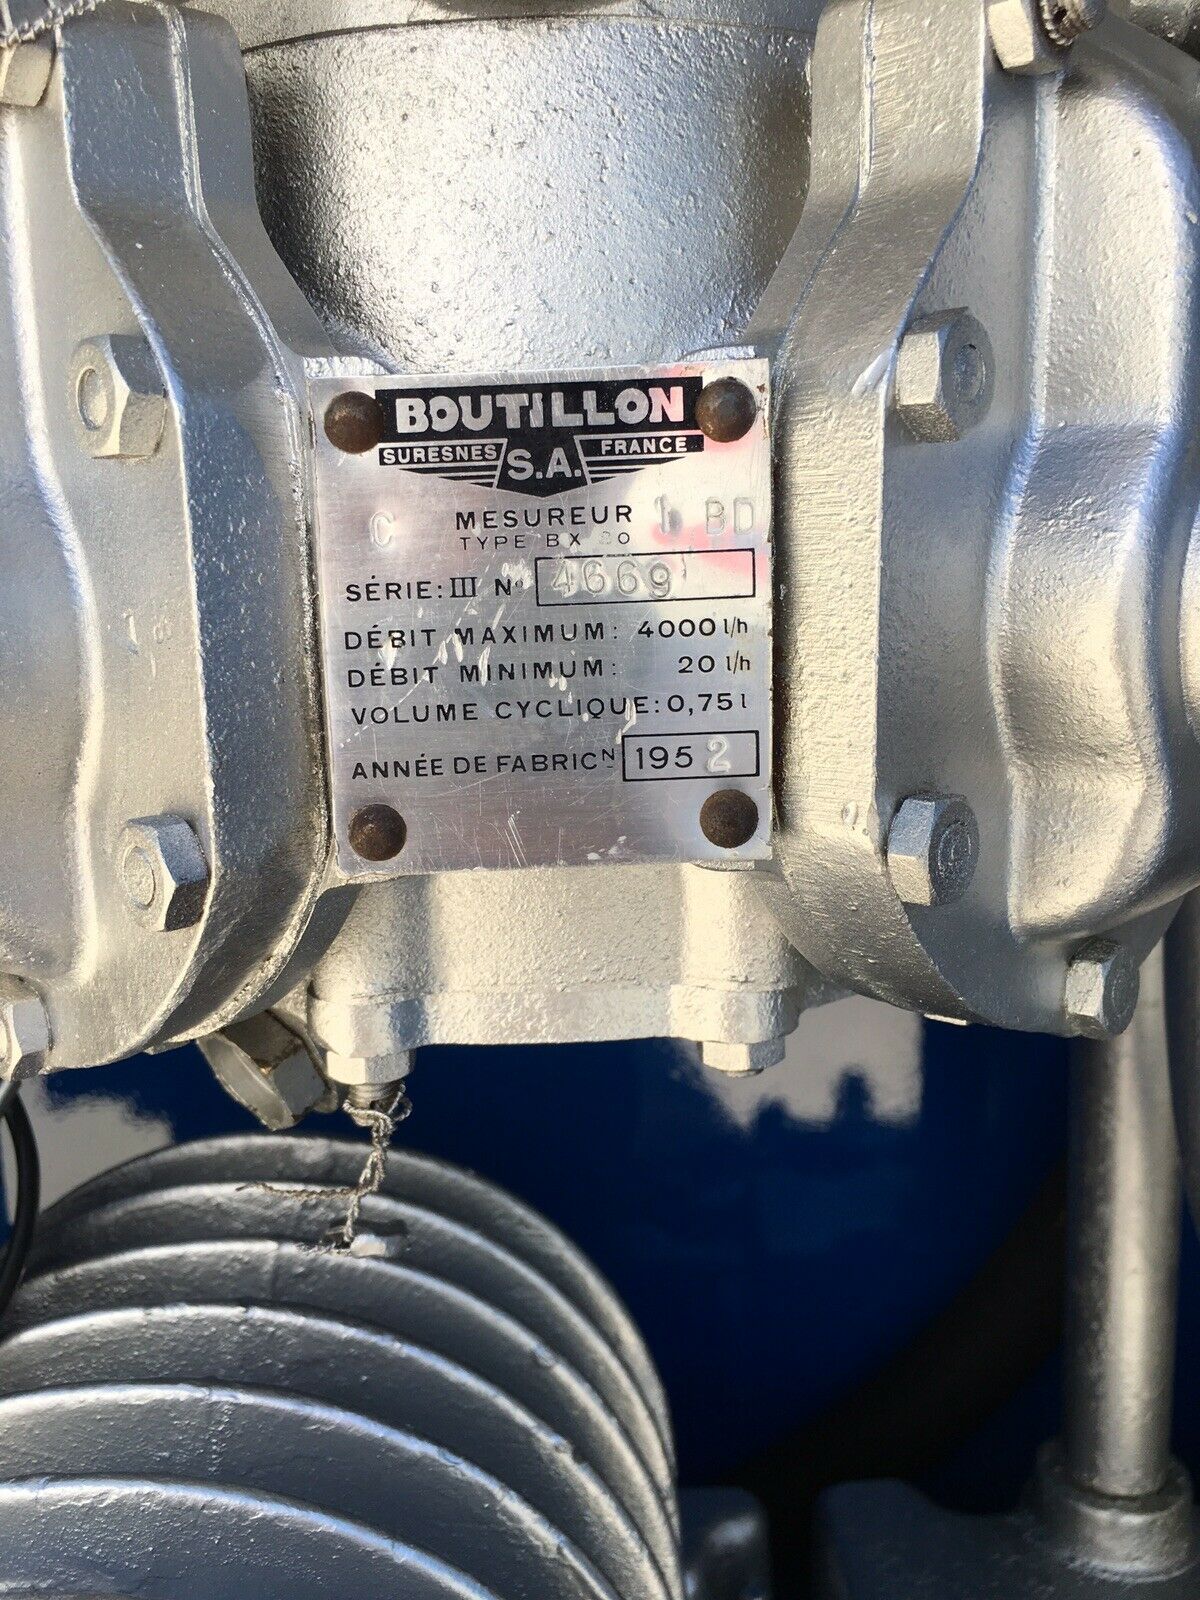 BOUTILLON
SURESNES S.A. FRANCE
C MESUREUR 1 BD
TYPE BX
SÉRIE: III Nº 4669
DÉBIT MAXIMUM: 4000 l/h
DÉBIT MINIMUM: 20 l/h
VOLUME CYCLIQUE: 0,75 l
ANNÉE DE FABRICN 1952